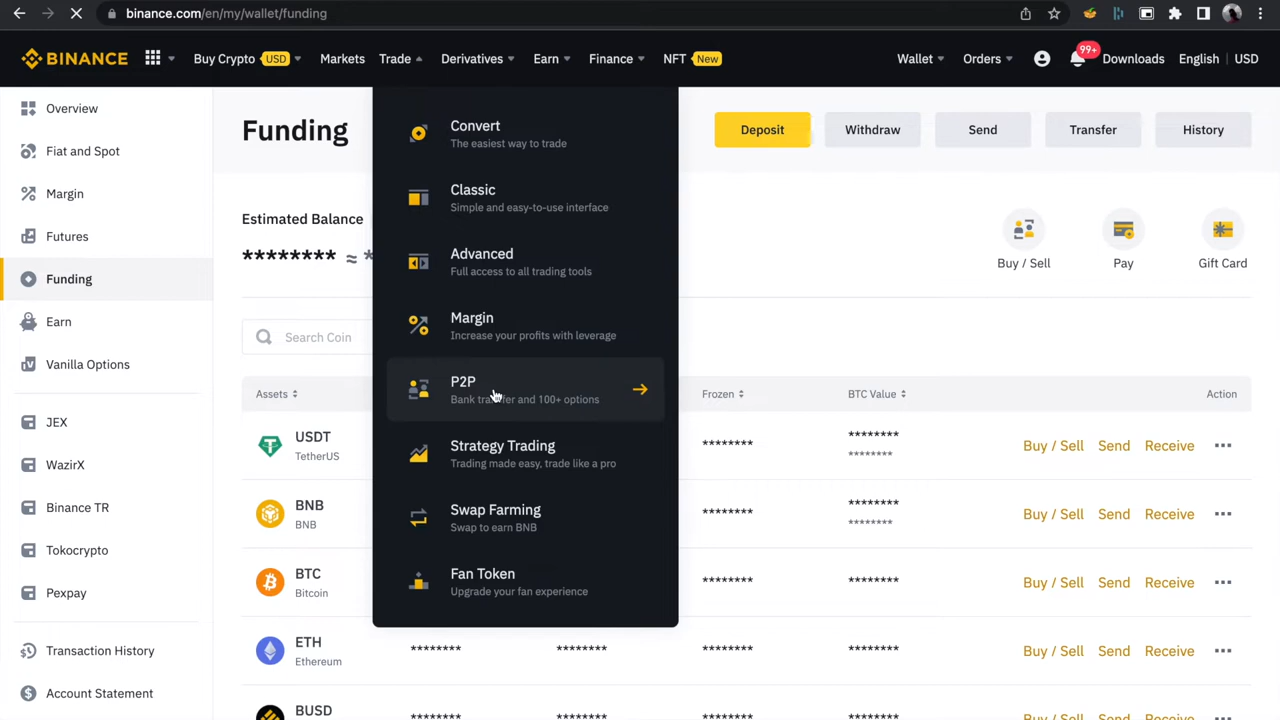 binance.com/en/my/wallet/funding
BINANCE Buy Crypto USD Markets Trade Derivatives Earn Finance NFT New Wallet Orders 99+ Downloads English USD
Overview
Fiat and Spot
Margin
Futures
Funding
Earn
Vanilla Options
JEX
WazirX
Binance TR
Tokocrypto
Pexpay
Transaction History
Account Statement
Convert
The easiest way to trade
Classic
Simple and easy-to-use interface
Advanced
Full access to all trading tools
Margin
Increase your profits with leverage
P2P
Bank transfer and 100+ options
Strategy Trading
Trading made easy, trade like a pro
Swap Farming
Swap to earn BNB
Fan Token
Upgrade your fan experience
Funding
Deposit Withdraw Send Transfer History
Estimated Balance
******** ≈ *
Buy / Sell Pay Gift Card
Search Coin
Assets Frozen BTC Value Action
USDT ******** ******** Buy / Sell Send Receive
TetherUS ********
BNB ******** ******** Buy / Sell Send Receive
BNB ********
BTC ******** ******** Buy / Sell Send Receive
Bitcoin
ETH ******** ******** ******** ******** Buy / Sell Send Receive
Ethereum
BUSD ******** ******** ******** ******** Buy / Sell Send Receive